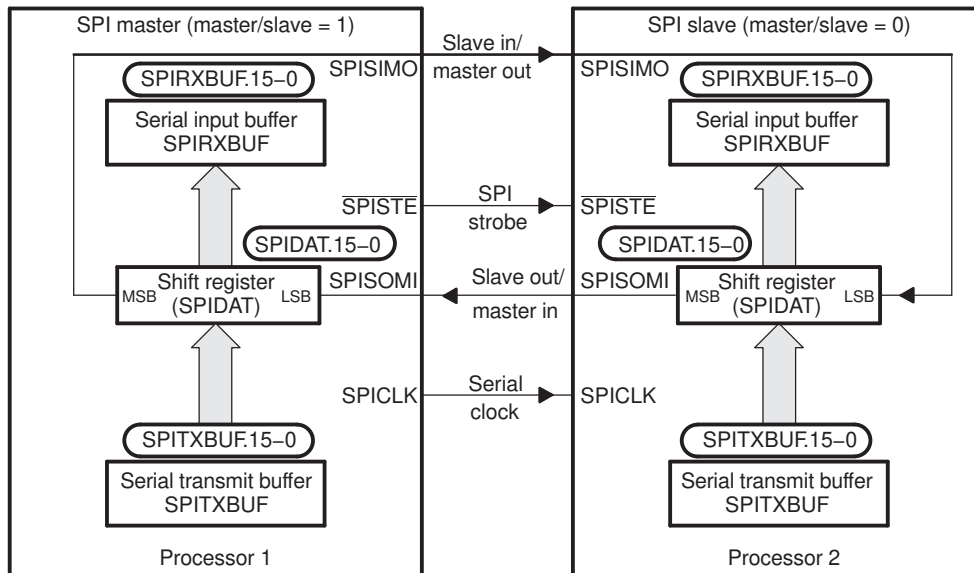 SPI master (master/slave = 1)
SPIRXBUF.15–0
Serial input buffer
SPIRXBUF
SPISIMO
SPISTE
SPIDAT.15–0
MSB
Shift register
(SPIDAT)
LSB
SPISOMI
SPICLK
SPITXBUF.15–0
Serial transmit buffer
SPITXBUF
Processor 1
Slave in/
master out
SPI
strobe
Slave out/
master in
Serial
clock
SPI slave (master/slave = 0)
SPISIMO
SPIRXBUF.15–0
Serial input buffer
SPIRXBUF
SPISTE
SPIDAT.15–0
SPISOMI
MSB
Shift register
(SPIDAT)
LSB
SPICLK
SPITXBUF.15–0
Serial transmit buffer
SPITXBUF
Processor 2